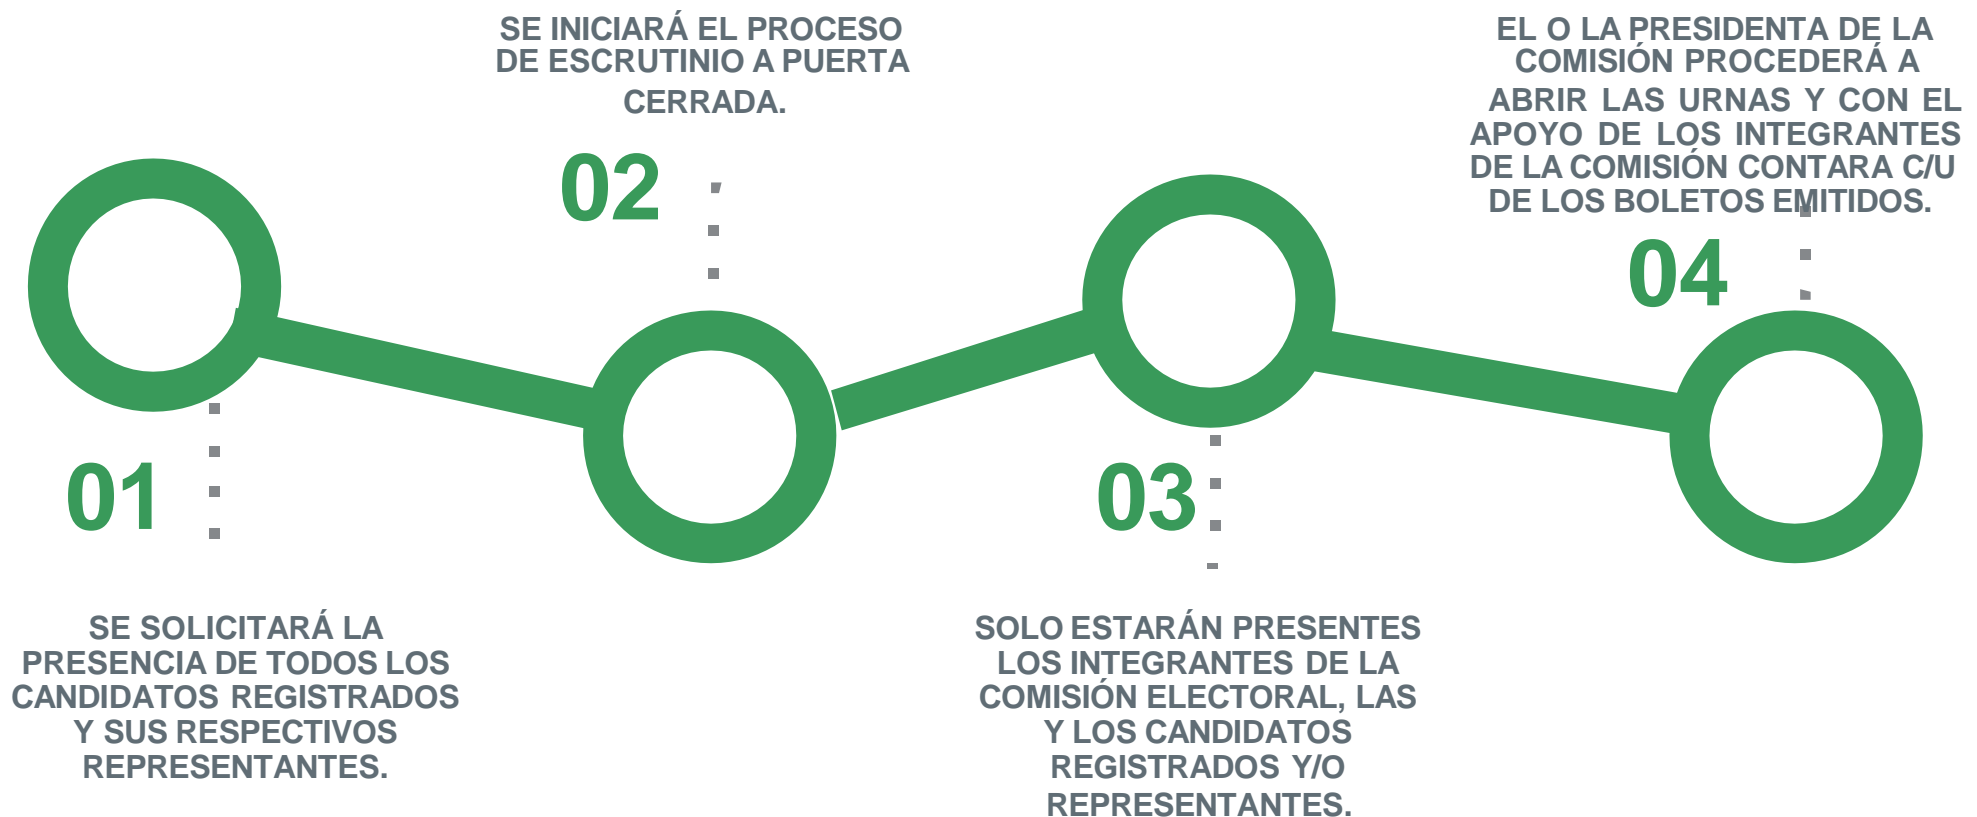 01
SE SOLICITARÁ LA
PRESENCIA DE TODOS LOS
CANDIDATOS REGISTRADOS
Y SUS RESPECTIVOS
REPRESENTANTES.
SE INICIARÁ EL PROCESO
DE ESCRUTINIO A PUERTA
CERRADA.
02
03
SOLO ESTARÁN PRESENTES
LOS INTEGRANTES DE LA
COMISIÓN ELECTORAL, LAS
Y LOS CANDIDATOS
REGISTRADOS Y/O
REPRESENTANTES.
EL O LA PRESIDENTA DE LA
COMISIÓN PROCEDERÁ A
ABRIR LAS URNAS Y CON EL
APOYO DE LOS INTEGRANTES
DE LA COMISIÓN CONTARA C/U
DE LOS BOLETOS EMITIDOS.
04